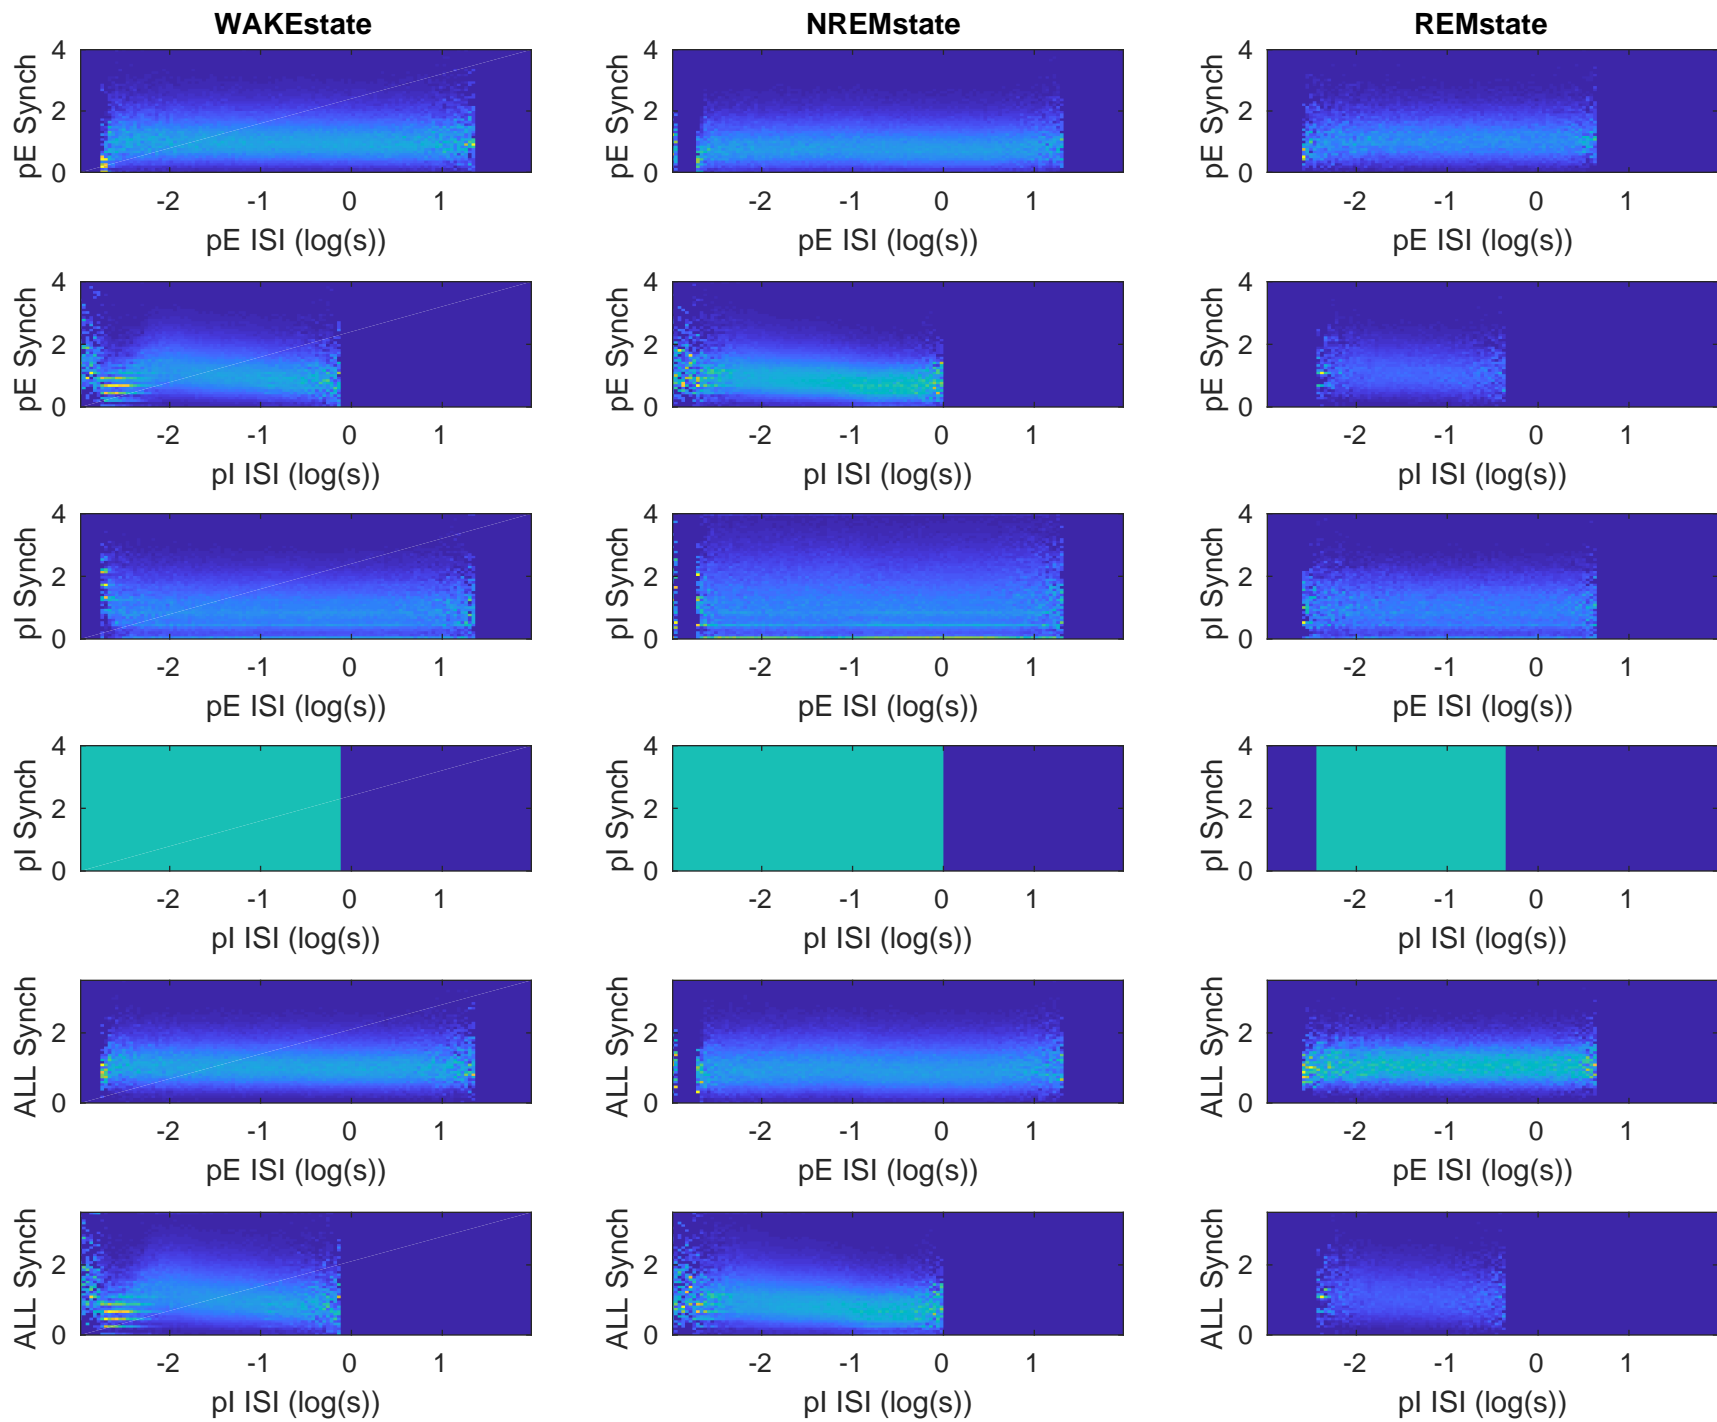 WAKEstate NREMstate REMstate
4 4 4
pE Synch pE Synch pE Synch
2 2 2
0 0 0
-2 -1 0 1 -2 -1 0 1 -2 -1 0 1
pE ISI (log(s)) pE ISI (log(s)) pE ISI (log(s))
4 4 4
pE Synch pE Synch pE Synch
2 2 2
0 0 0
-2 -1 0 1 -2 -1 0 1 -2 -1 0 1
pI ISI (log(s)) pI ISI (log(s)) pI ISI (log(s))
4 4 4
pI Synch pI Synch pI Synch
2 2 2
0 0 0
-2 -1 0 1 -2 -1 0 1 -2 -1 0 1
pE ISI (log(s)) pE ISI (log(s)) pE ISI (log(s))
4 4 4
pI Synch pI Synch pI Synch
2 2 2
0 0 0
-2 -1 0 1 -2 -1 0 1 -2 -1 0 1
pI ISI (log(s)) pI ISI (log(s)) pI ISI (log(s))
ALL Synch ALL Synch ALL Synch
2 2 2
0 0 0
-2 -1 0 1 -2 -1 0 1 -2 -1 0 1
pE ISI (log(s)) pE ISI (log(s)) pE ISI (log(s))
ALL Synch ALL Synch ALL Synch
2 2 2
0 0 0
-2 -1 0 1 -2 -1 0 1 -2 -1 0 1
pI ISI (log(s)) pI ISI (log(s)) pI ISI (log(s))